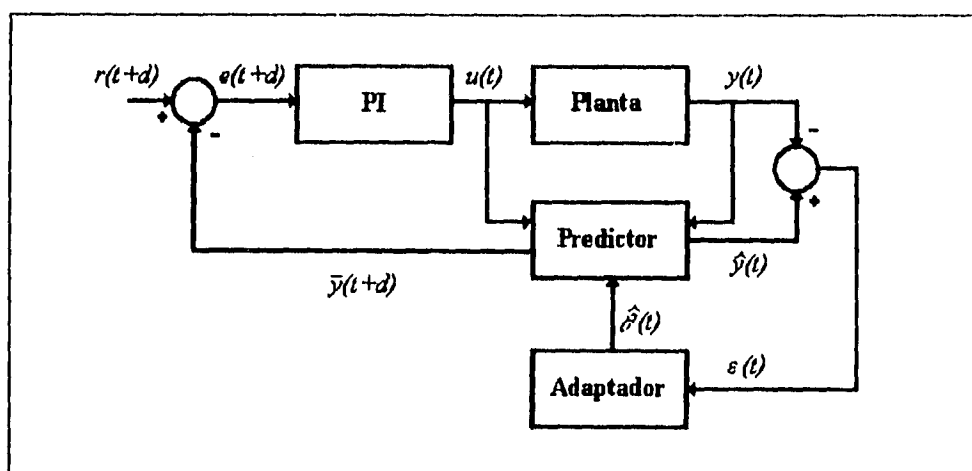 r(t+d)
e(t+d)
u(t)
y(t)
PI
Planta
+
-
-
+
Predictor
ŷ(t)
ȳ(t+d)
Adaptador
ε(t)